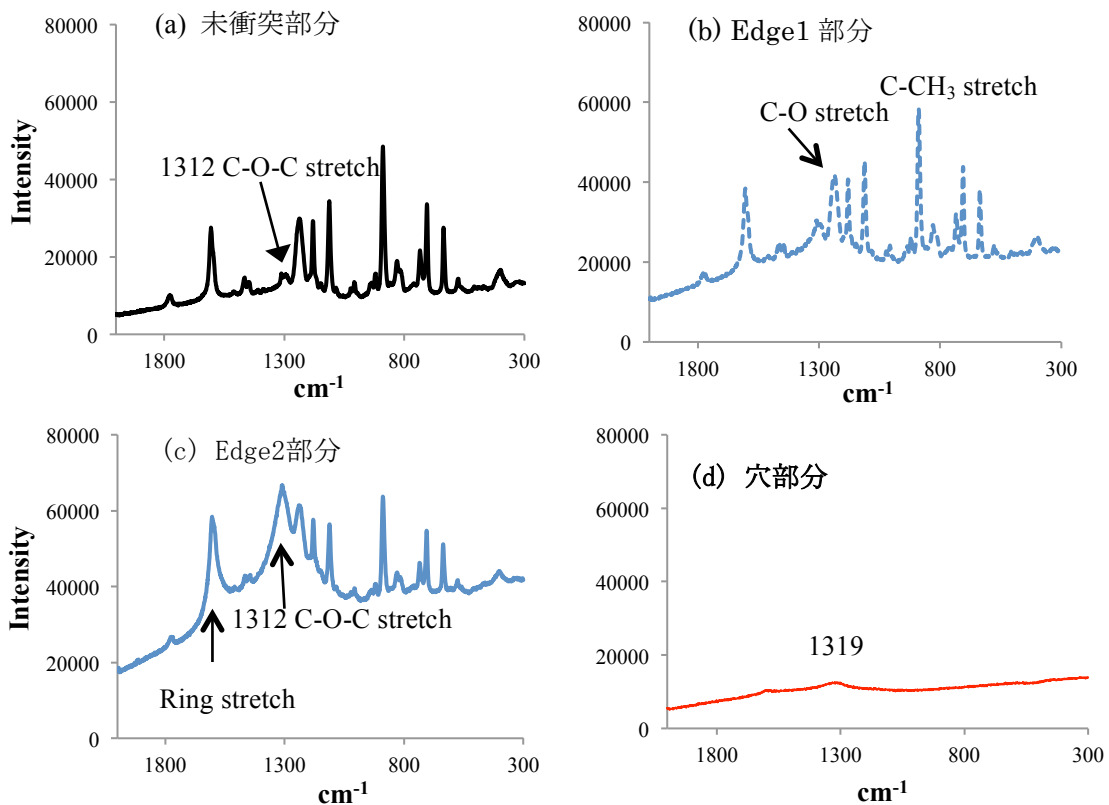 (a) 未衝突部分
80000
60000
40000
20000
0
Intensity
1312 C-O-C stretch
1800 1300 800 300
cm-1
(b) Edge1 部分
80000
60000
40000
20000
0
C-CH3 stretch
C-O stretch
1800 1300 800 300
cm-1
(c) Edge2部分
80000
60000
40000
20000
0
Intensity
1312 C-O-C stretch
Ring stretch
1800 1300 800 300
cm-1
(d) 穴部分
80000
60000
40000
20000
0
1319
1800 1300 800 300
cm-1